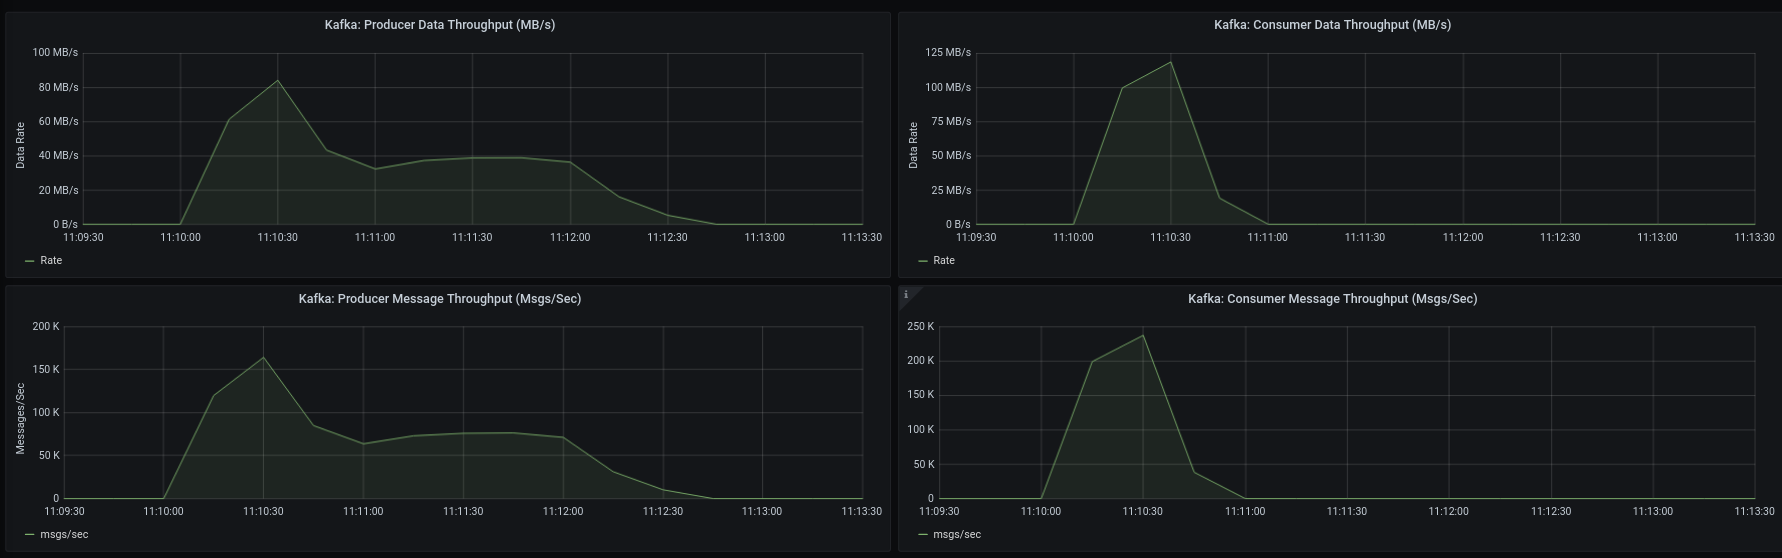 Kafka: Producer Data Throughput (MB/s)
100 MB/s
80 MB/s
60 MB/s
40 MB/s
20 MB/s
0 B/s
Data Rate
11:09:30 11:10:00 11:10:30 11:11:00 11:11:30 11:12:00 11:12:30 11:13:00 11:13:30
Rate
Kafka: Consumer Data Throughput (MB/s)
125 MB/s
100 MB/s
75 MB/s
50 MB/s
25 MB/s
0 B/s
Data Rate
11:09:30 11:10:00 11:10:30 11:11:00 11:11:30 11:12:00 11:12:30 11:13:00 11:13:30
Rate
Kafka: Producer Message Throughput (Msgs/Sec)
200 K
150 K
100 K
50 K
0
Messages/Sec
11:09:30 11:10:00 11:10:30 11:11:00 11:11:30 11:12:00 11:12:30 11:13:00 11:13:30
msgs/sec
i
Kafka: Consumer Message Throughput (Msgs/Sec)
250 K
200 K
150 K
100 K
50 K
0
11:09:30 11:10:00 11:10:30 11:11:00 11:11:30 11:12:00 11:12:30 11:13:00 11:13:30
msgs/sec